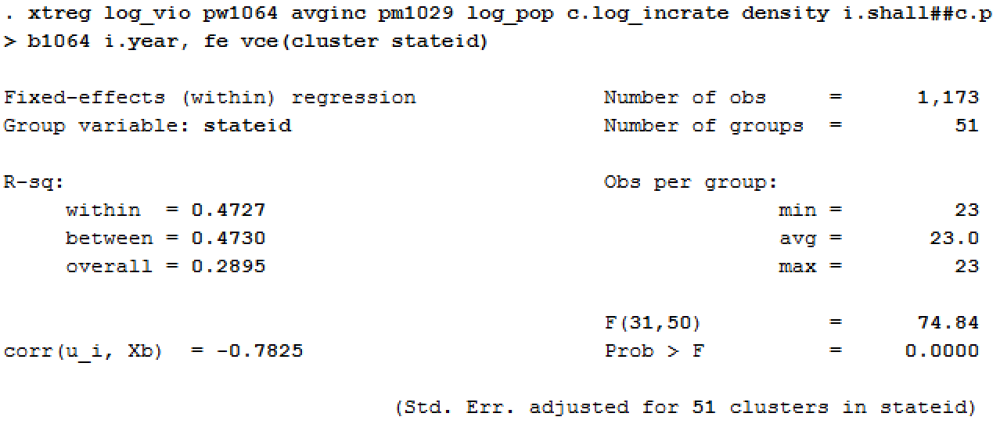 . xtreg log_vio pw1064 avginc pm1029 log_pop c.log_incrate density i.shall##c.p
> b1064 i.year, fe vce(cluster stateid)
Fixed-effects (within) regression Number of obs = 1,173
Group variable: stateid Number of groups = 51
R-sq: Obs per group:
within = 0.4727 min = 23
between = 0.4730 avg = 23.0
overall = 0.2895 max = 23
F(31,50) = 74.84
corr(u_i, Xb) = -0.7825 Prob > F = 0.0000
(Std. Err. adjusted for 51 clusters in stateid)